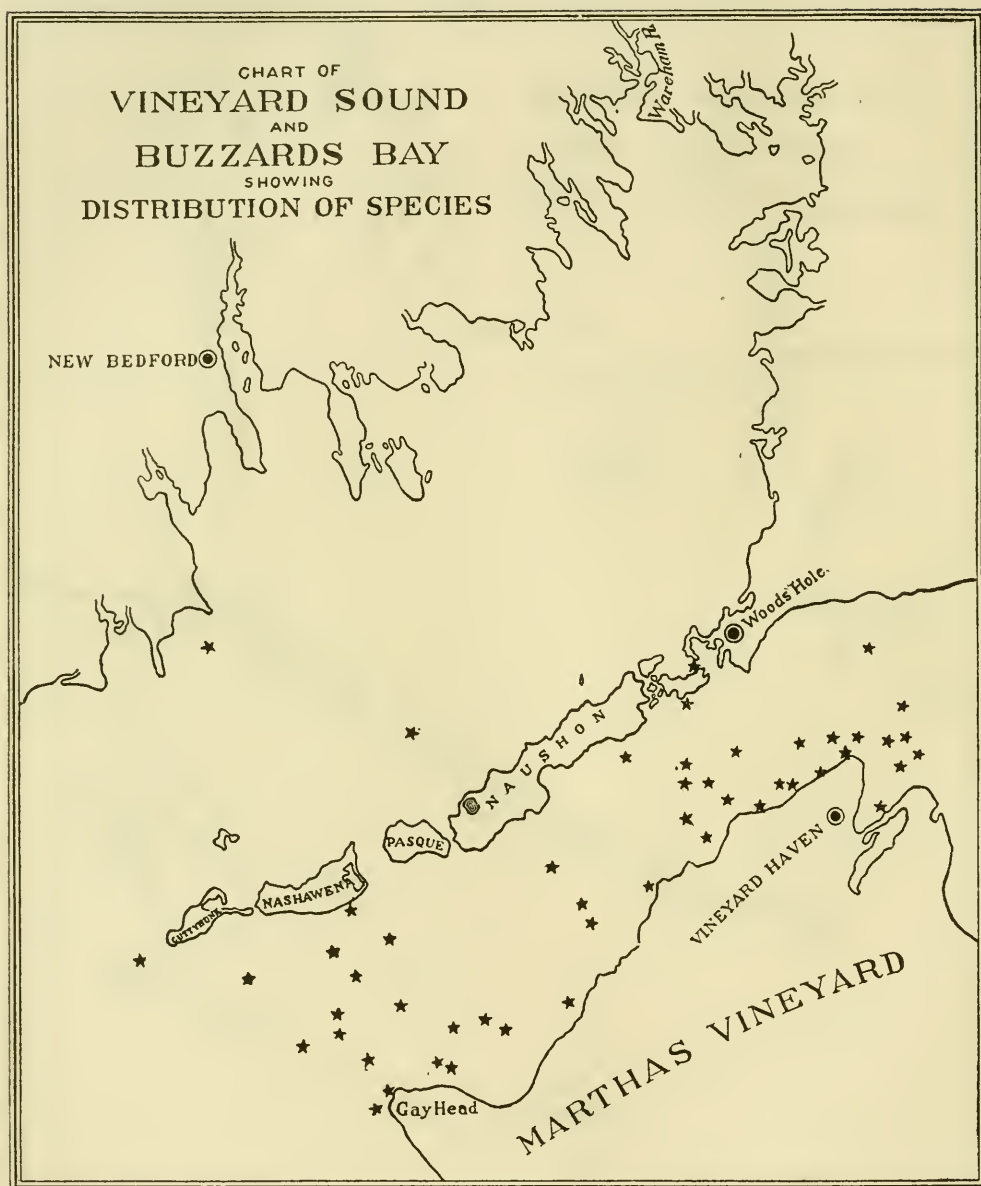 CHART OF
VINEYARD SOUND
AND
BUZZARDS BAY
SHOWING
DISTRIBUTION OF SPECIES
Wareham R.
NEW BEDFORD
Woods Hole.
NAUSHON
PASQUE
NASHAWENA
CUTTYHUNK
VINEYARD HAVEN
MARTHAS VINEYARD
Gay Head